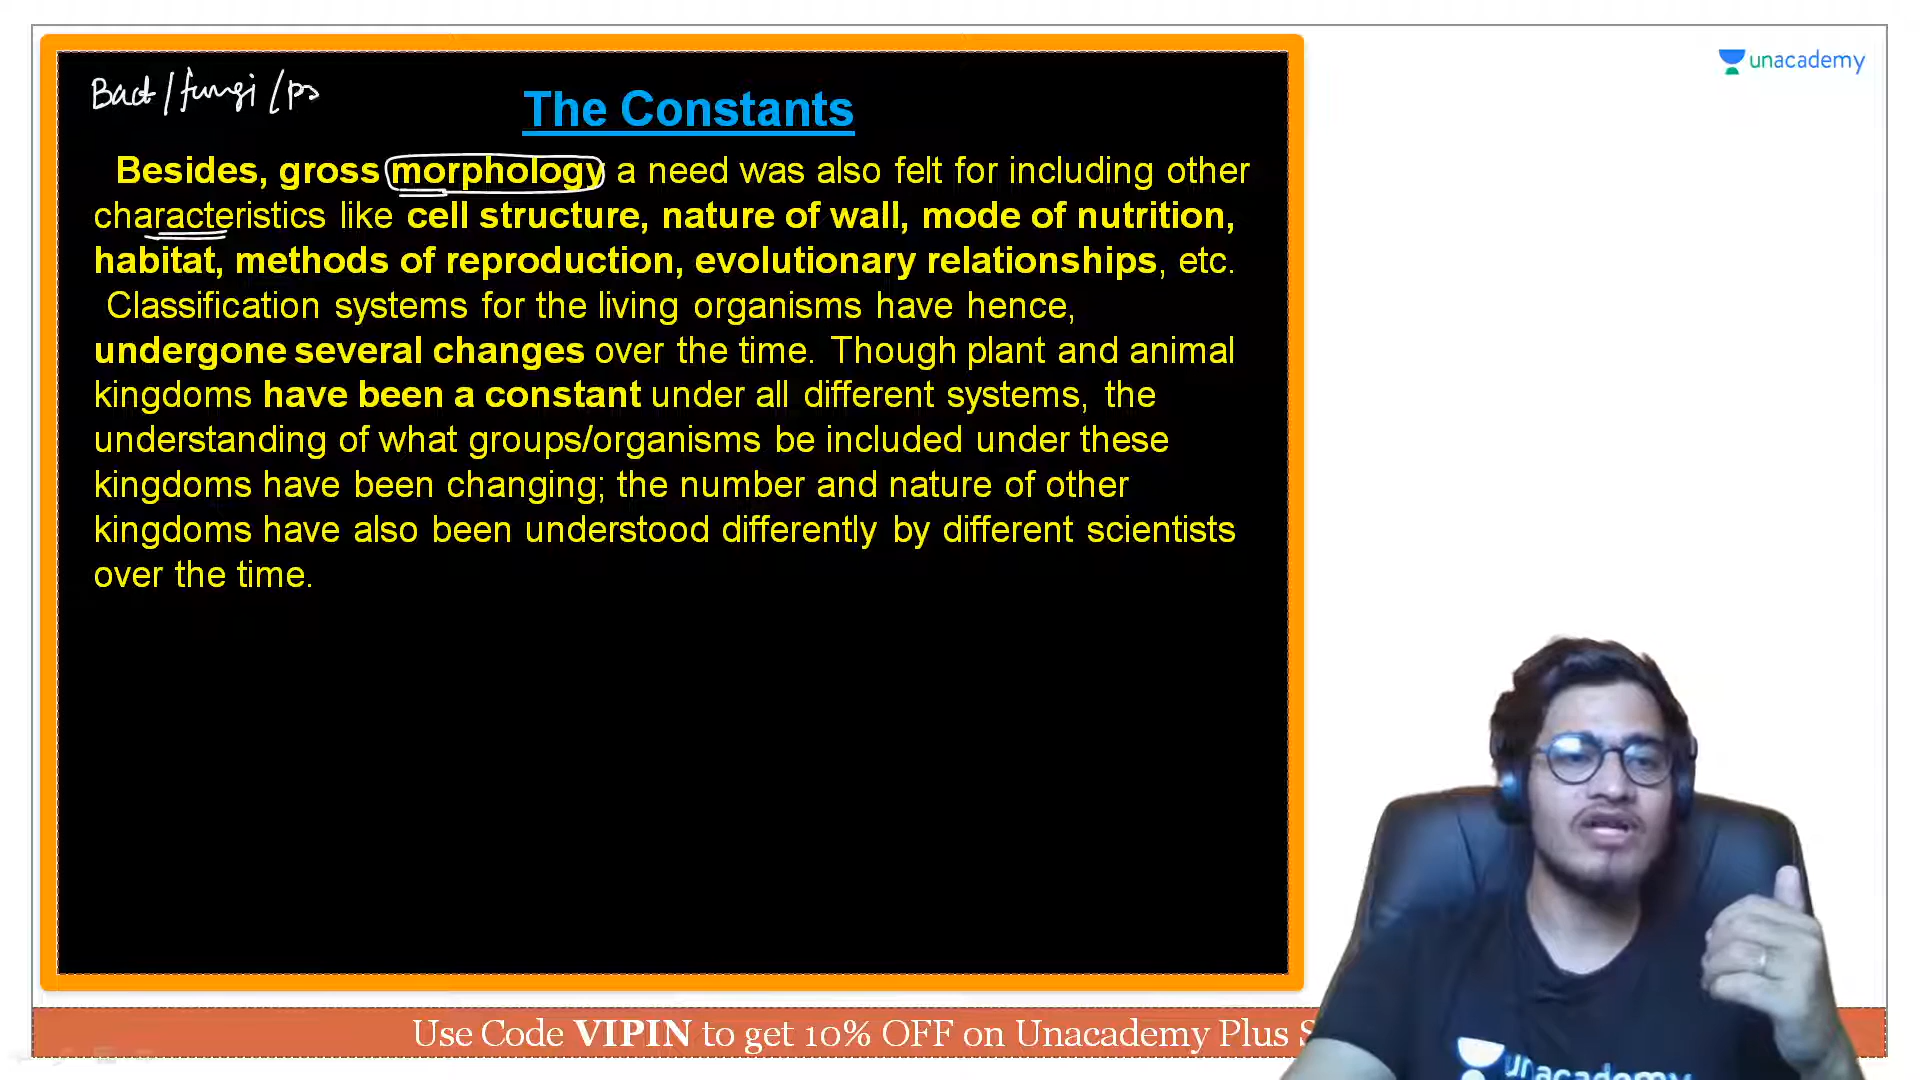 Bact / fungi /
unacademy
The Constants
Besides, gross morphology a need was also felt for including other
characteristics like cell structure, nature of wall, mode of nutrition,
habitat, methods of reproduction, evolutionary relationships, etc.
Classification systems for the living organisms have hence,
undergone several changes over the time. Though plant and animal
kingdoms have been a constant under all different systems, the
understanding of what groups/organisms be included under these
kingdoms have been changing; the number and nature of other
kingdoms have also been understood differently by different scientists
over the time.
Use Code VIPIN to get 10% OFF on Unacademy Plus S
unacademy